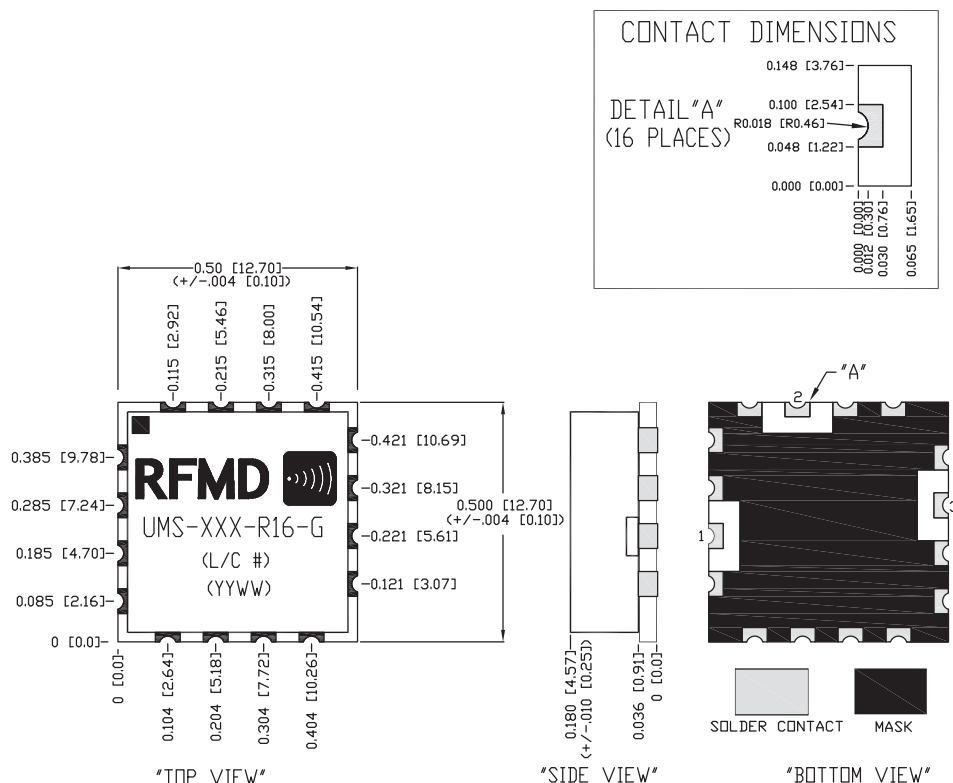 CONTACT DIMENSIONS
0.148 [3.76]
DETAIL"A"
(16 PLACES)
0.100 [2.54]
R0.018 [R0.46]
0.048 [1.22]
0.000 [0.00]
0.000 [0.00]
0.012 [0.30]
0.030 [0.76]
0.065 [1.65]
0.50 [12.70]
(+/-.004 [0.10])
0.115 [2.92]
0.215 [5.46]
0.315 [8.00]
0.415 [10.54]
0.385 [9.78]
0.285 [7.24]
0.185 [4.70]
0.085 [2.16]
0 [0.0]
RFMD
UMS-XXX-R16-G
(L/C #)
(YYWW)
0.421 [10.69]
0.321 [8.15]
0.221 [5.61]
0.121 [3.07]
0.500 [12.70]
(+/-.004 [0.10])
0 [0.0]
0.104 [2.64]
0.204 [5.18]
0.304 [7.72]
0.404 [10.26]
"TOP VIEW"
0.180 [4.57]
(+/-.010 [0.25])
0.036 [0.91]
0 [0.0]
"SIDE VIEW"
"A"
2
1
3
SOLDER CONTACT
MASK
"BOTTOM VIEW"